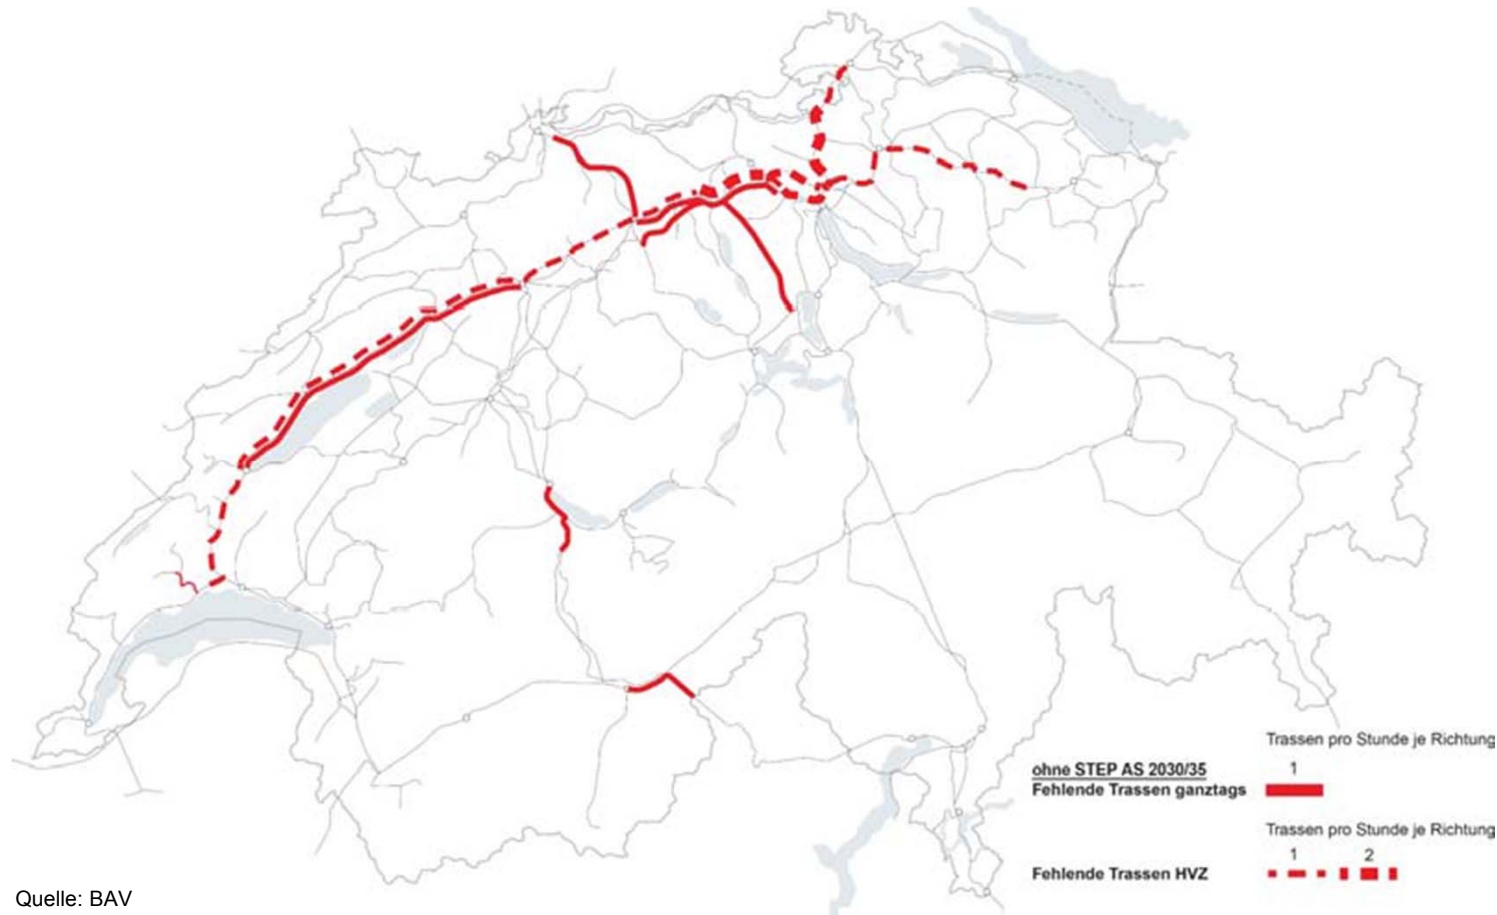 Trassen pro Stunde je Richtung
ohne STEP AS 2030/35
1
Fehlende Trassen ganztags
Trassen pro Stunde je Richtung
1 2
Fehlende Trassen HVZ
Quelle: BAV